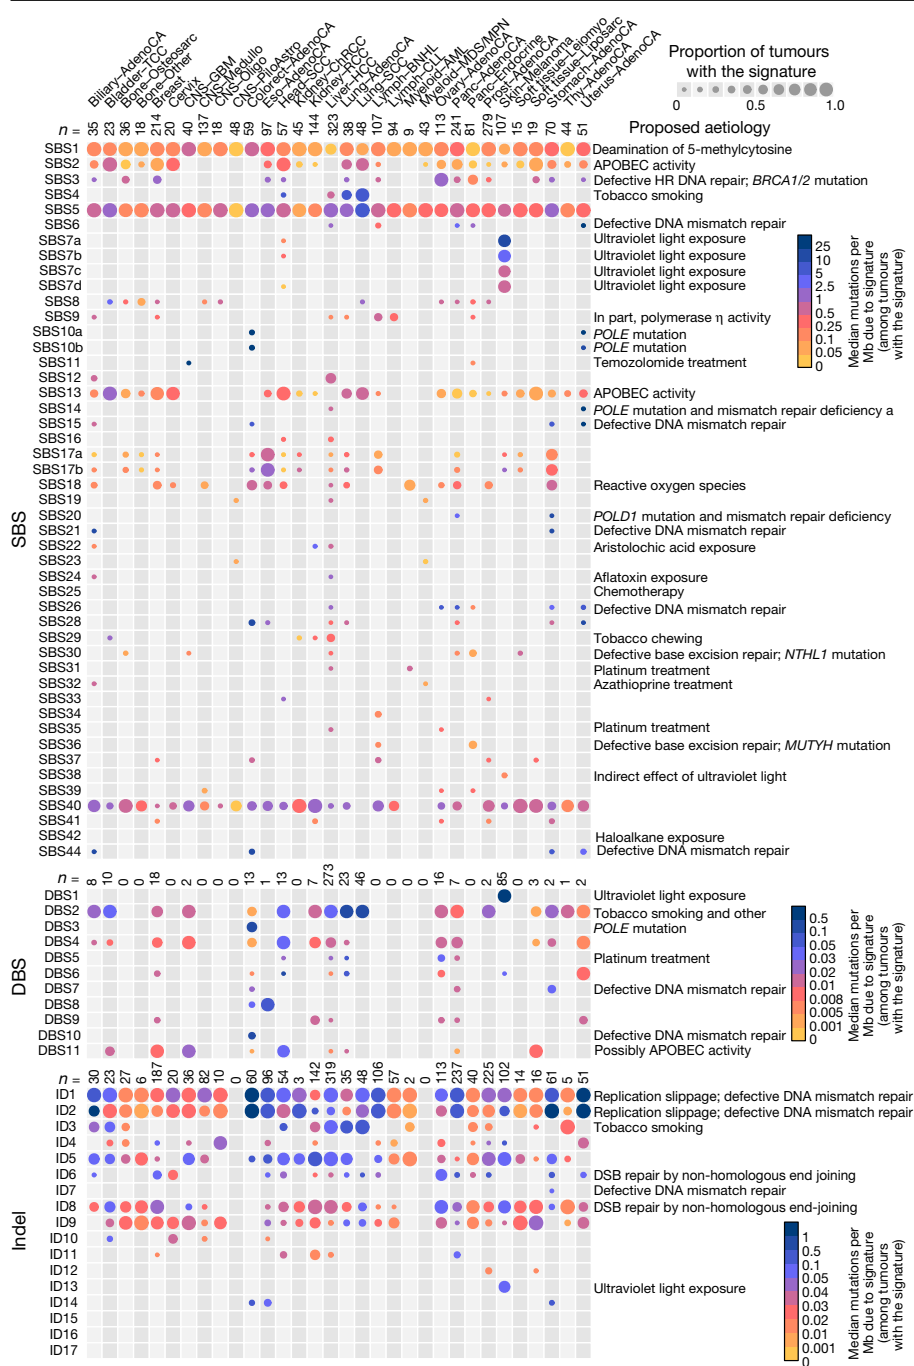 Biliary–AdenoCA
Bladder–TCC
Bone–Osteosarc
Bone–Other
Breast
Cervix
CNS–GBM
CNS–Medullo
CNS–Oligo
CNS–PiloAstro
Colorect–AdenoCA
Eso–AdenoCA
Head–SCC
Kidney–ChRCC
Kidney–RCC
Liver–HCC
Lung–AdenoCA
Lung–SCC
Lymph–BNHL
Lymph–CLL
Myeloid–AML
Myeloid–MDS/MPN
Ovary–AdenoCA
Panc–AdenoCA
Panc–Endocrine
Prost–AdenoCA
Skin–Melanoma
SoftTissue–Leiomyo
SoftTissue–Liposarc
Stomach–AdenoCA
Thy–AdenoCA
Uterus–AdenoCA
Proportion of tumours
with the signature
0 1.0
n = 35 23 36 18 214 20 40 137 18 48 59 97 57 45 144 323 38 48 107 94 9 43 113 241 81 279 107 15 19 70 44 51
Proposed aetiology
SBS
SBS1 Deamination of 5-methylcytosine
SBS2 APOBEC activity
SBS3 Defective HR DNA repair; BRCA1/2 mutation
SBS4 Tobacco smoking
SBS5
SBS6 Defective DNA mismatch repair
SBS7a Ultraviolet light exposure
SBS7b Ultraviolet light exposure
SBS7c Ultraviolet light exposure
SBS7d Ultraviolet light exposure
SBS8
SBS9 In part, polymerase η activity
SBS10a POLE mutation
SBS10b POLE mutation
SBS11 Temozolomide treatment
SBS12
SBS13 APOBEC activity
SBS14 POLE mutation and mismatch repair deficiency a
SBS15 Defective DNA mismatch repair
SBS16
SBS17a
SBS17b
SBS18 Reactive oxygen species
SBS19
SBS20 POLD1 mutation and mismatch repair deficiency
SBS21 Defective DNA mismatch repair
SBS22 Aristolochic acid exposure
SBS23
SBS24 Aflatoxin exposure
SBS25 Chemotherapy
SBS26 Defective DNA mismatch repair
SBS28
SBS29 Tobacco chewing
SBS30 Defective base excision repair; NTHL1 mutation
SBS31 Platinum treatment
SBS32 Azathioprine treatment
SBS33
SBS34
SBS35 Platinum treatment
SBS36 Defective base excision repair; MUTYH mutation
SBS37
SBS38 Indirect effect of ultraviolet light
SBS39
SBS40
SBS41
SBS42 Haloalkane exposure
SBS44 Defective DNA mismatch repair
25
10
5
2.5
1
0.5
0.25
0.1
0.05
0
Median mutations per
Mb due to signature
(among tumours
with the signature)
DBS
n = 8 10 0 0 18 0 2 0 0 0 13 1 13 0 7 273 23 46 0 0 0 0 16 7 0 2 85 0 3 2 1 2
DBS1 Ultraviolet light exposure
DBS2 Tobacco smoking and other
DBS3 POLE mutation
DBS4
DBS5 Platinum treatment
DBS6
DBS7 Defective DNA mismatch repair
DBS8
DBS9
DBS10 Defective DNA mismatch repair
DBS11 Possibly APOBEC activity
0.5
0.1
0.05
0.03
0.02
0.01
0.008
0.005
0.001
0
Median mutations per
Mb due to signature
(among tumours
with the signature)
Indel
n = 30 23 27 6 187 20 36 82 10 0 60 96 54 3 142 319 35 48 106 57 2 0 113 237 40 225 102 14 16 61 5 51
ID1 Replication slippage; defective DNA mismatch repair
ID2 Replication slippage; defective DNA mismatch repair
ID3 Tobacco smoking
ID4
ID5
ID6 DSB repair by non-homologous end joining
ID7 Defective DNA mismatch repair
ID8 DSB repair by non-homologous end-joining
ID9
ID10
ID11
ID12
ID13 Ultraviolet light exposure
ID14
ID15
ID16
ID17
1
0.5
0.1
0.05
0.04
0.03
0.02
0.01
0.001
0
Median mutations per
Mb due to signature
(among tumours
with the signature)